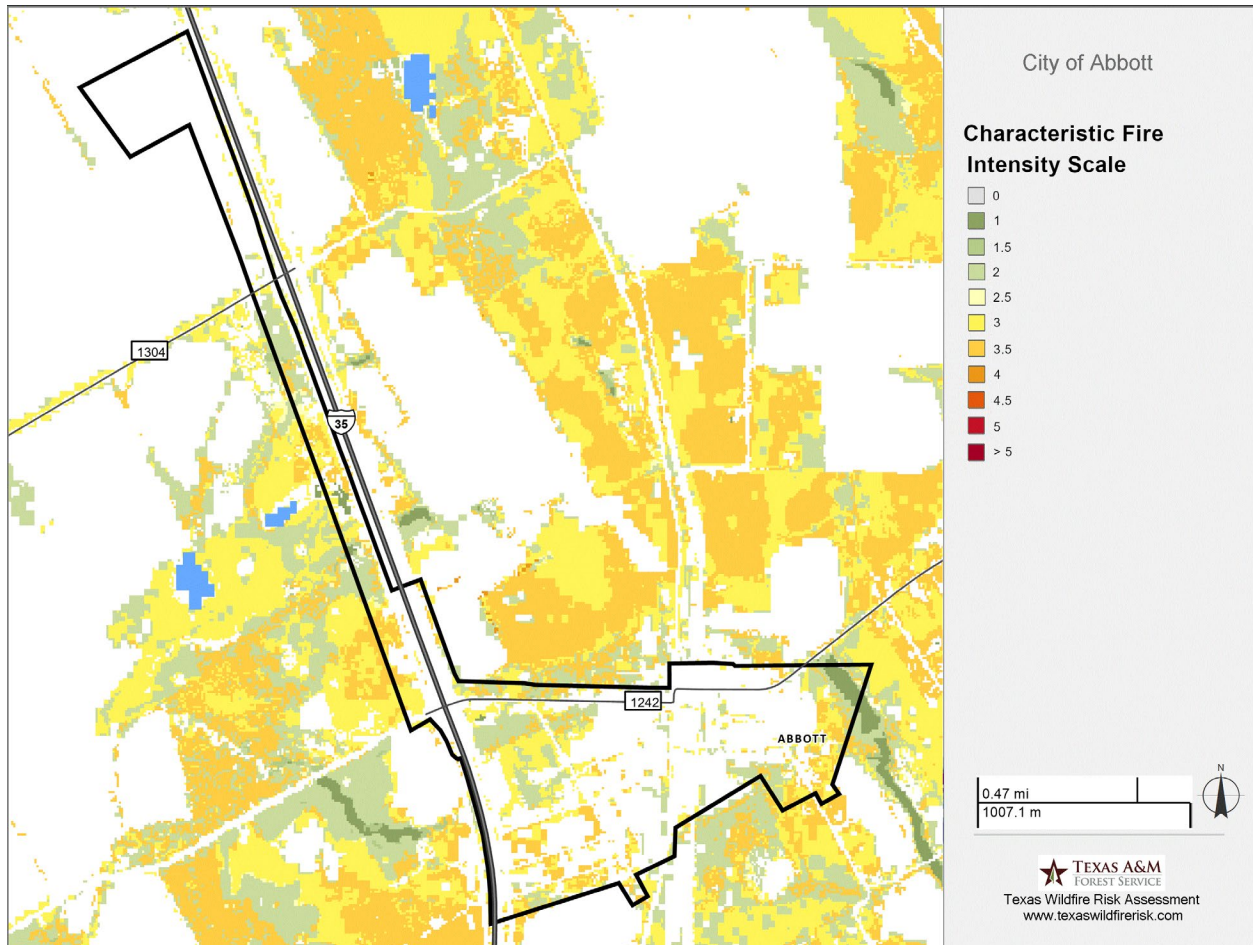 City of Abbott
Characteristic Fire
Intensity Scale
0
1
1.5
2
2.5
3
3.5
4
4.5
5
> 5
1304
35
1242
ABBOTT
N
0.47 mi
1007.1 m
TEXAS A&M
FOREST SERVICE
Texas Wildfire Risk Assessment
www.texaswildfirerisk.com